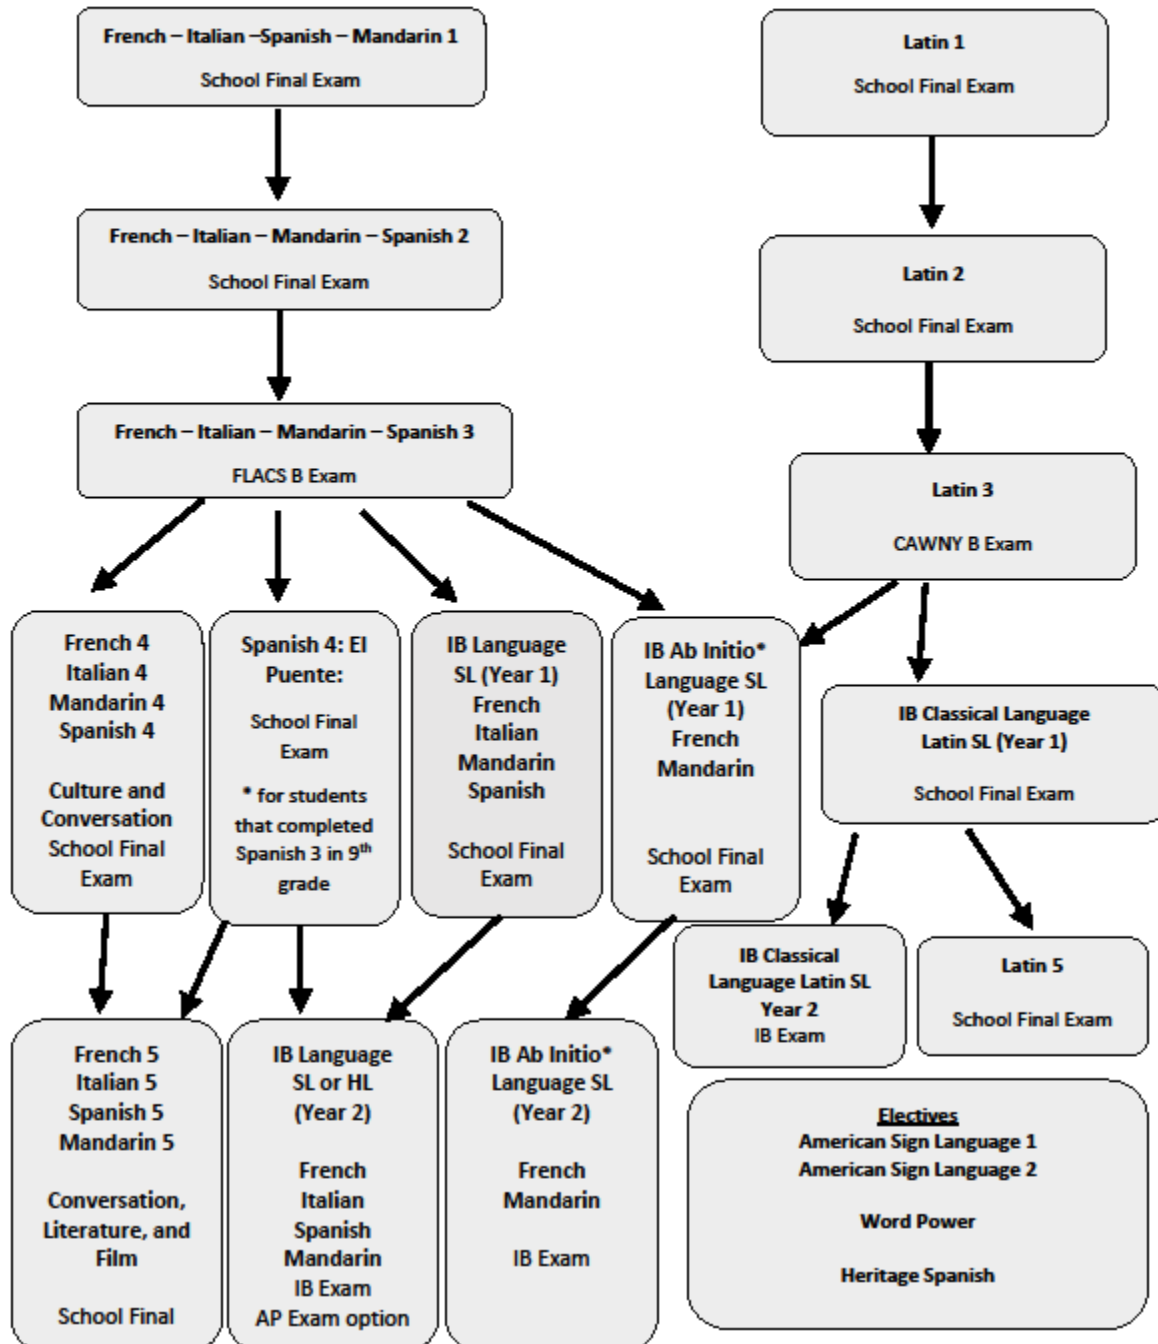 French – Italian –Spanish – Mandarin 1
School Final Exam
Latin 1
School Final Exam
French – Italian – Mandarin – Spanish 2
School Final Exam
Latin 2
School Final Exam
French – Italian – Mandarin – Spanish 3
FLACS B Exam
Latin 3
CAWNY B Exam
French 4
Italian 4
Mandarin 4
Spanish 4
Culture and
Conversation
School Final
Exam
Spanish 4: El
Puente:
School Final
Exam
* for students
that completed
Spanish 3 in 9th
grade
IB Language
SL (Year 1)
French
Italian
Mandarin
Spanish
School Final
Exam
IB Ab Initio*
Language SL
(Year 1)
French
Mandarin
School Final
Exam
IB Classical Language
Latin SL (Year 1)
School Final Exam
IB Classical
Language Latin SL
Year 2
IB Exam
Latin 5
School Final Exam
French 5
Italian 5
Spanish 5
Mandarin 5
Conversation,
Literature, and
Film
School Final
IB Language
SL or HL
(Year 2)
French
Italian
Spanish
Mandarin
IB Exam
AP Exam option
IB Ab Initio*
Language SL
(Year 2)
French
Mandarin
IB Exam
Electives
American Sign Language 1
American Sign Language 2
Word Power
Heritage Spanish